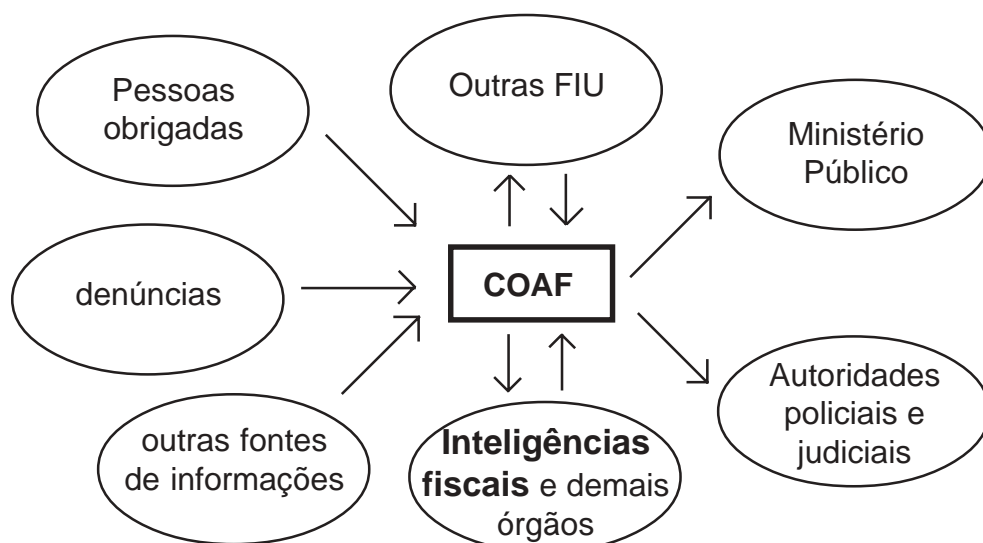 Pessoas
obrigadas
Outras FIU
Ministério
Público
denúncias
COAF
outras fontes
de informações
Inteligências
fiscais e demais
órgãos
Autoridades
policiais e
judiciais